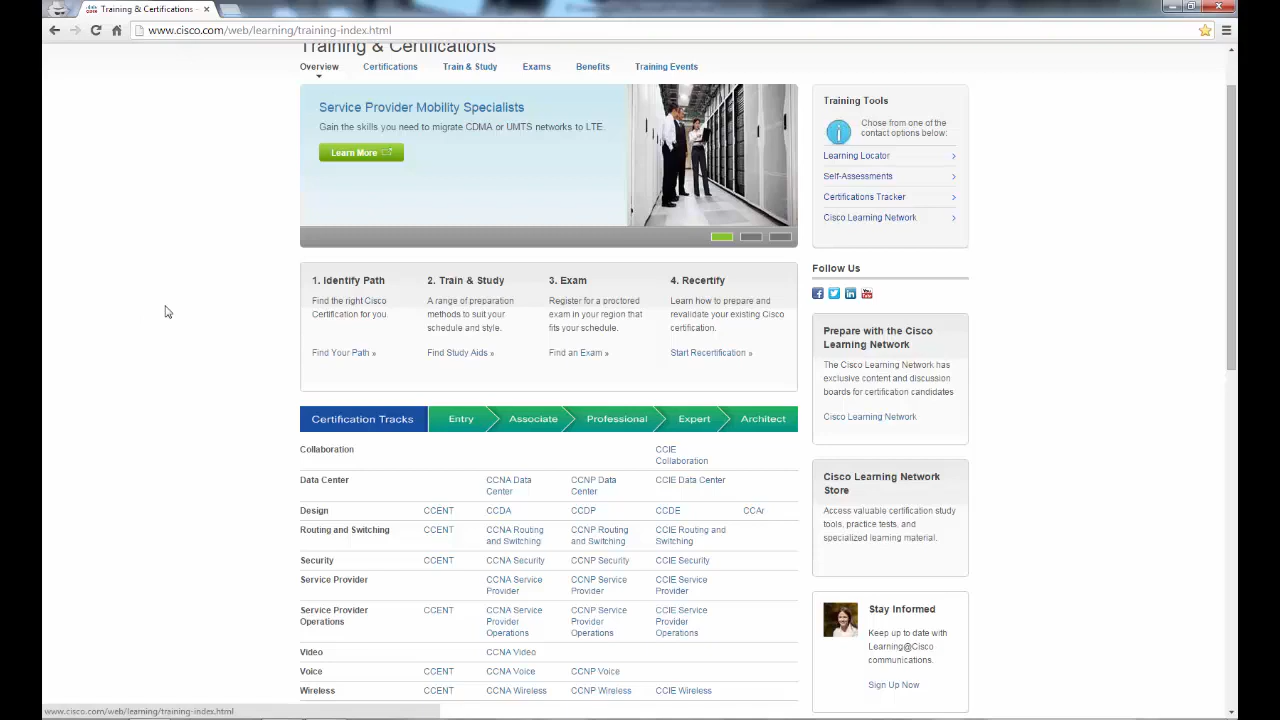 Training & Certifications -
www.cisco.com/web/learning/training-index.html
Training & Certifications
Overview Certifications Train & Study Exams Benefits Training Events
Service Provider Mobility Specialists
Gain the skills you need to migrate CDMA or UMTS networks to LTE.
Learn More
Training Tools
Chose from one of the
contact options below:
Learning Locator
Self-Assessments
Certifications Tracker
Cisco Learning Network
Follow Us
1. Identify Path
Find the right Cisco
Certification for you.
Find Your Path »
2. Train & Study
A range of preparation
methods to suit your
schedule and style.
Find Study Aids »
3. Exam
Register for a proctored
exam in your region that
fits your schedule.
Find an Exam »
4. Recertify
Learn how to prepare and
revalidate your existing Cisco
certification.
Start Recertification »
Prepare with the Cisco
Learning Network
The Cisco Learning Network has
exclusive content and discussion
boards for certification candidates
Cisco Learning Network
Certification Tracks Entry Associate Professional Expert Architect
Collaboration CCIE
Collaboration
Data Center CCNA Data CCNP Data CCIE Data Center
Center Center
Design CCENT CCDA CCDP CCDE CCAr
Routing and Switching CCENT CCNA Routing CCNP Routing CCIE Routing and
and Switching and Switching Switching
Security CCENT CCNA Security CCNP Security CCIE Security
Service Provider CCNA Service CCNP Service CCIE Service
Provider Provider Provider
Service Provider CCENT CCNA Service CCNP Service CCIE Service
Operations Provider Provider Provider
Operations Operations Operations
Video CCNA Video
Voice CCENT CCNA Voice CCNP Voice
Wireless CCENT CCNA Wireless CCNP Wireless CCIE Wireless
Cisco Learning Network
Store
Access valuable certification study
tools, practice tests, and
specialized learning material.
Stay Informed
Keep up to date with
Learning@Cisco
communications.
Sign Up Now
www.cisco.com/web/learning/training-index.html